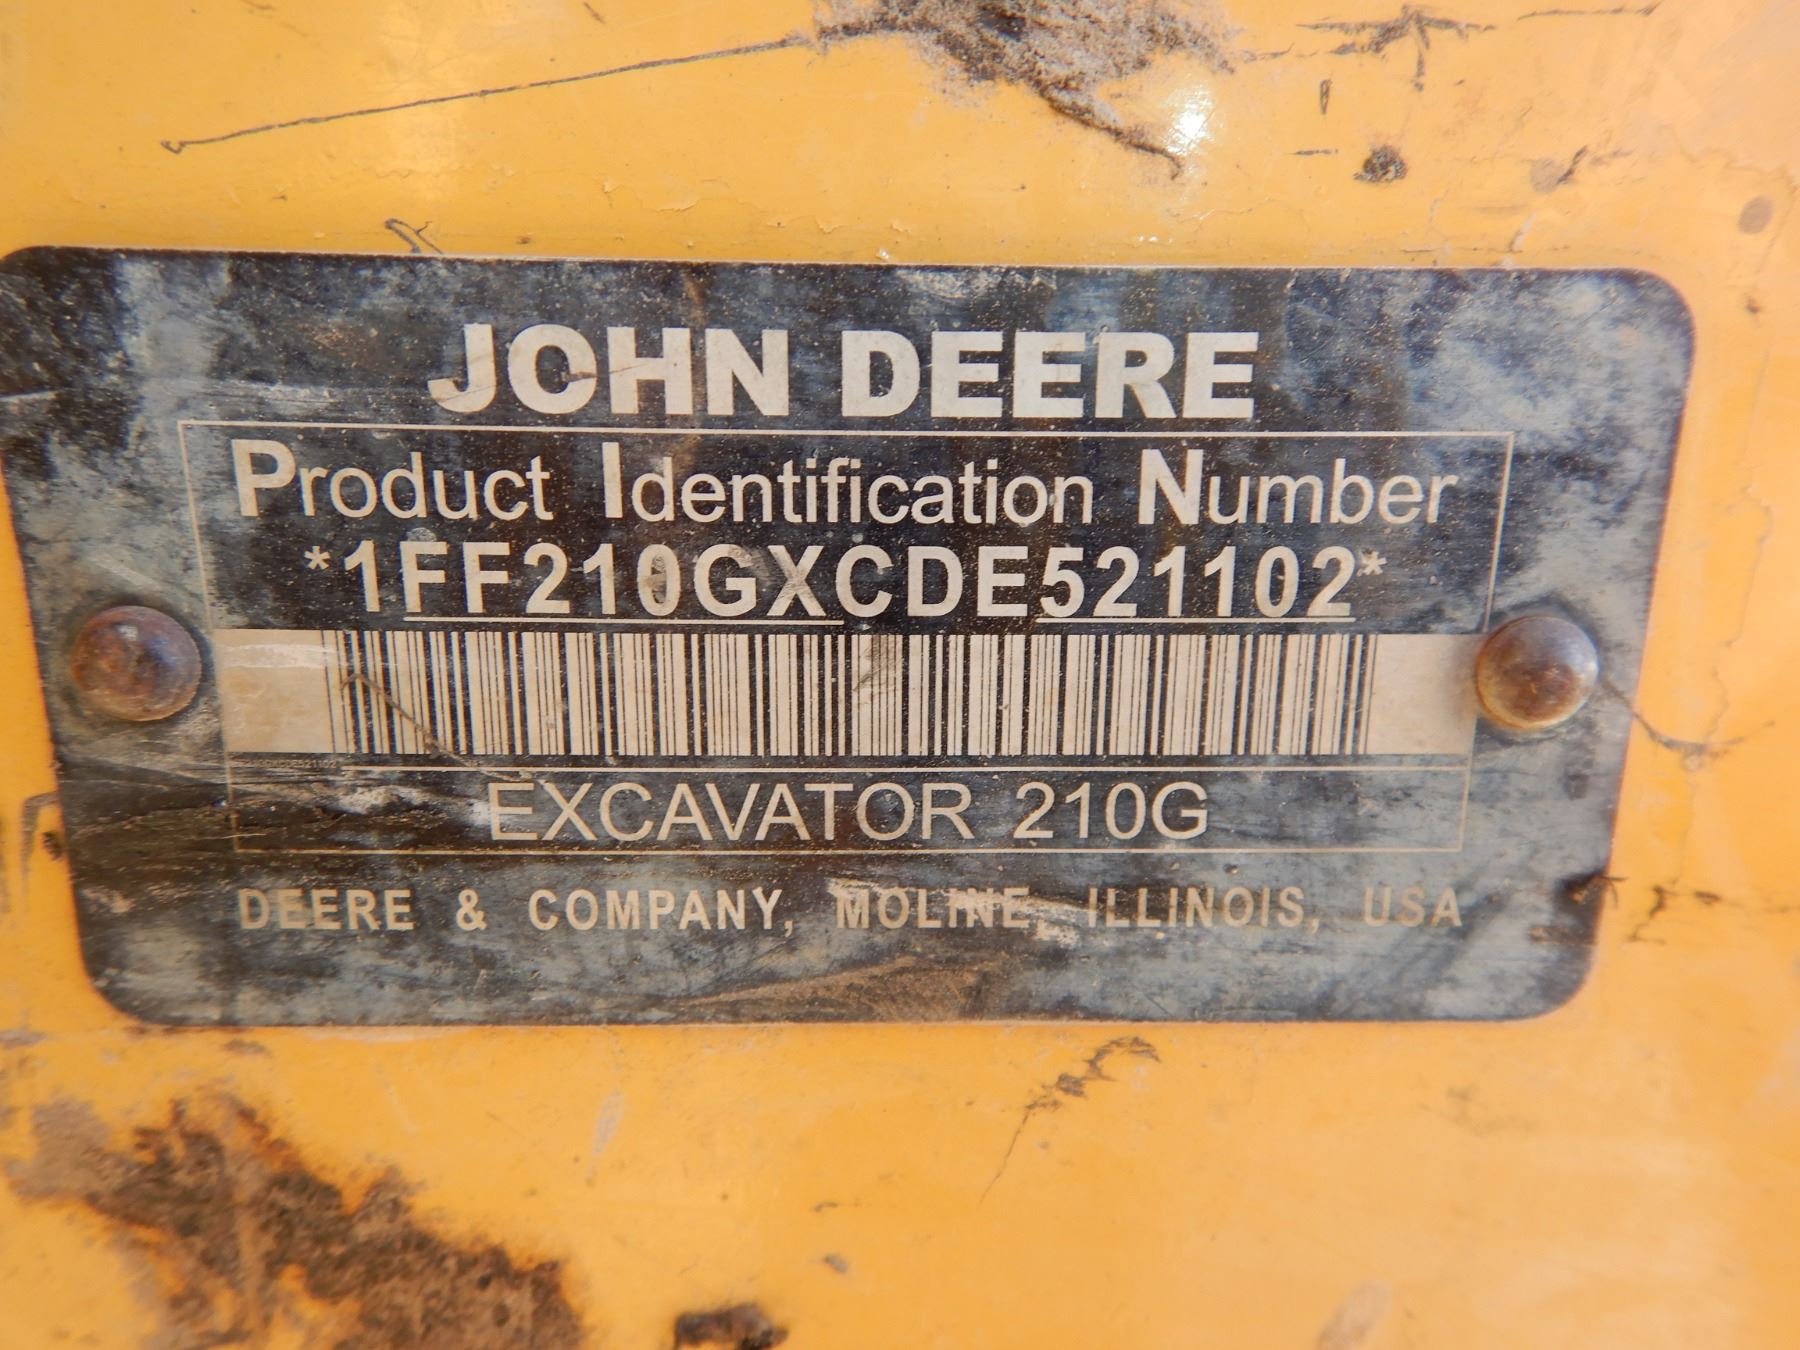 JOHN DEERE
Product Identification Number
*1FF210GXCDE521102*
EXCAVATOR 210G
DEERE & COMPANY, MOLINE, ILLINOIS, USA